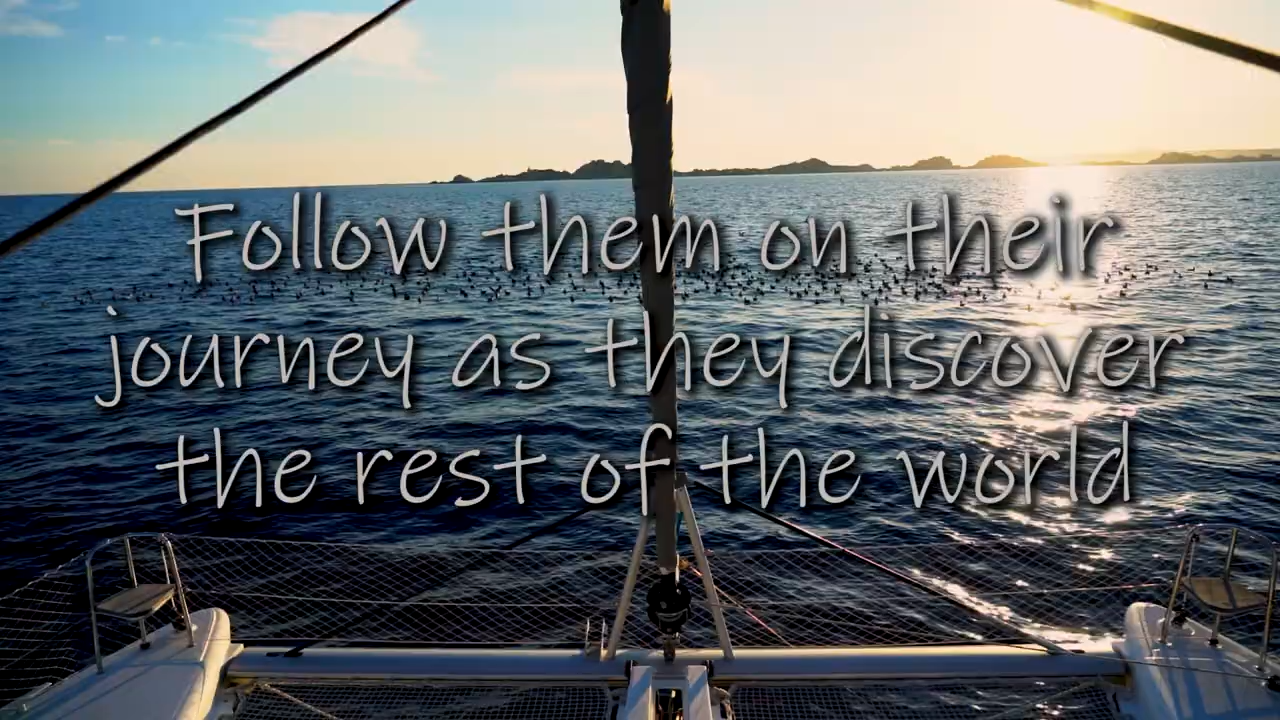 Follow them on their
journey as they discover
the rest of the world